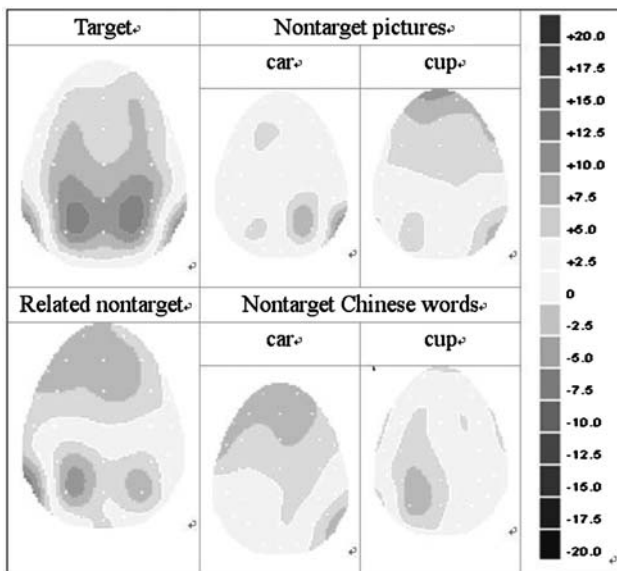 Target
Nontarget pictures
car
cup
Related nontarget
Nontarget Chinese words
car
cup
+20.0
+17.5
+15.0
+12.5
+10.0
+7.5
+5.0
+2.5
0
-2.5
-5.0
-7.5
-10.0
-12.5
-15.0
-17.5
-20.0